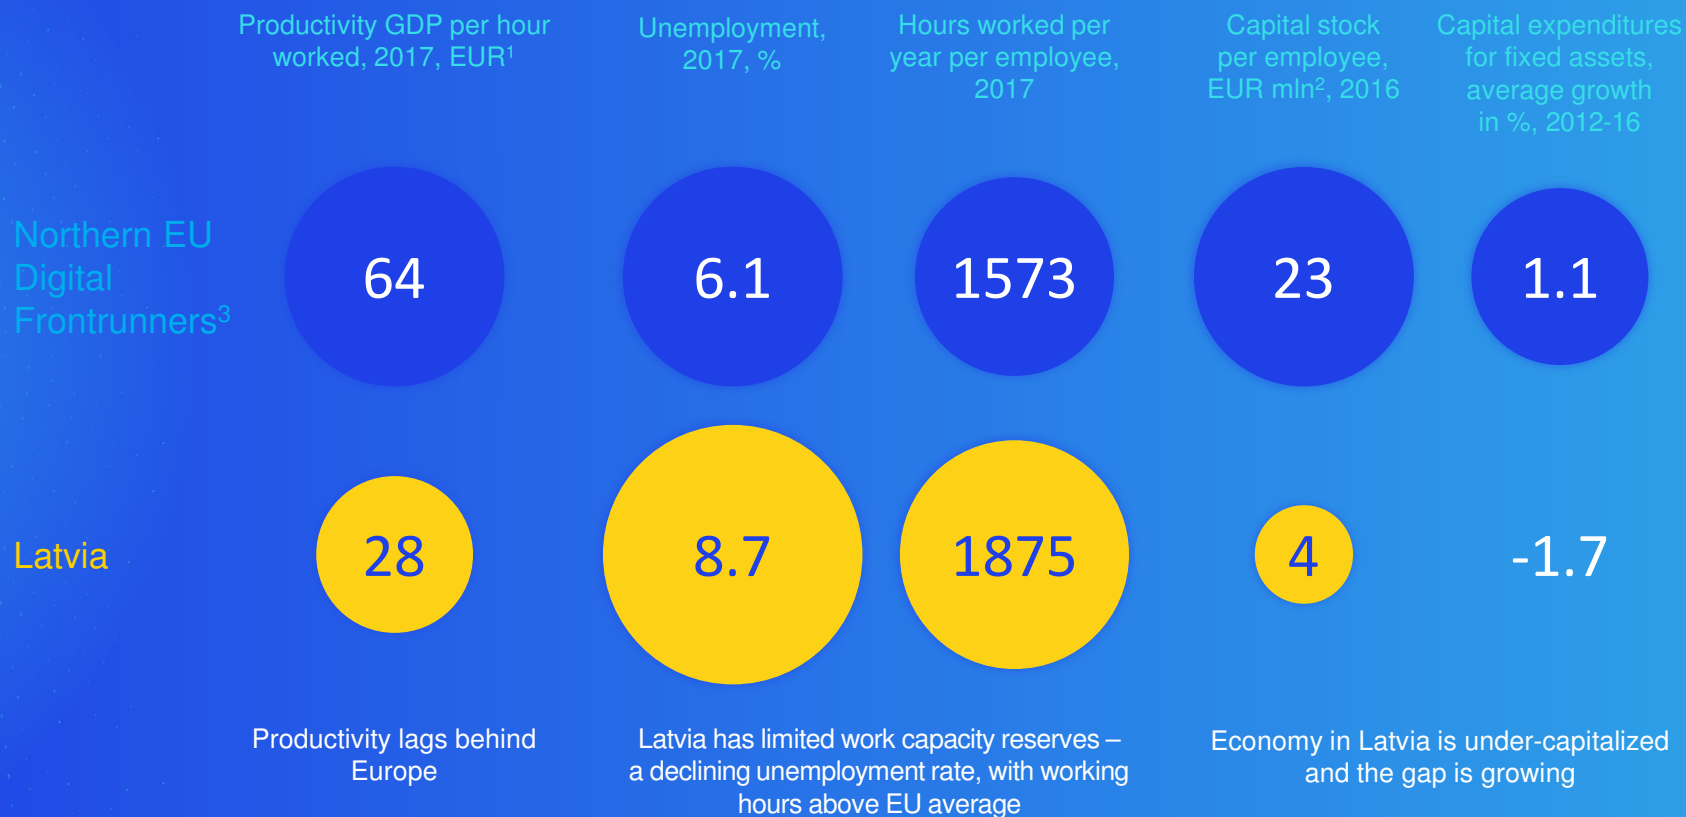 Productivity GDP per hour
worked, 2017, EUR¹
Unemployment,
2017, %
Hours worked per
year per employee,
2017
Capital stock
per employee,
EUR mln², 2016
Capital expenditures
for fixed assets,
average growth
in %, 2012-16
Northern EU
Digital
Frontrunners³
64
6.1
1573
23
1.1
Latvia
28
8.7
1875
4
-1.7
Productivity lags behind
Europe
Latvia has limited work capacity reserves –
a declining unemployment rate, with working
hours above EU average
Economy in Latvia is under-capitalized
and the gap is growing